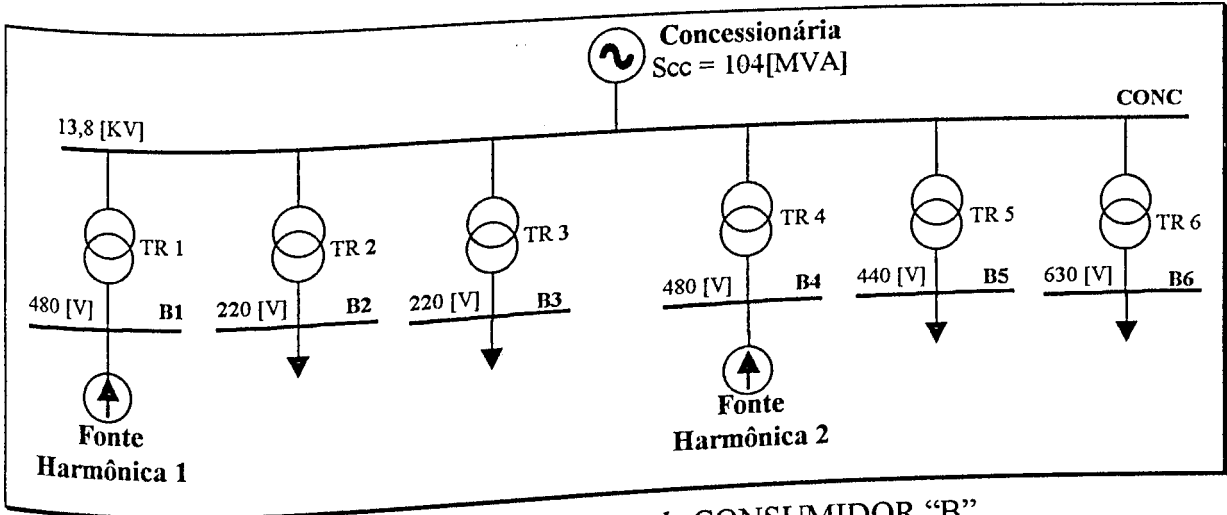 Concessionária
Scc = 104[MVA]
CONC
13,8 [KV]
TR 1
TR 2
TR 3
TR 4
TR 5
TR 6
480 [V] B1
220 [V] B2
220 [V] B3
480 [V] B4
440 [V] B5
630 [V] B6
Fonte
Harmônica 1
Fonte
Harmônica 2
CONSUMIDOR "B"